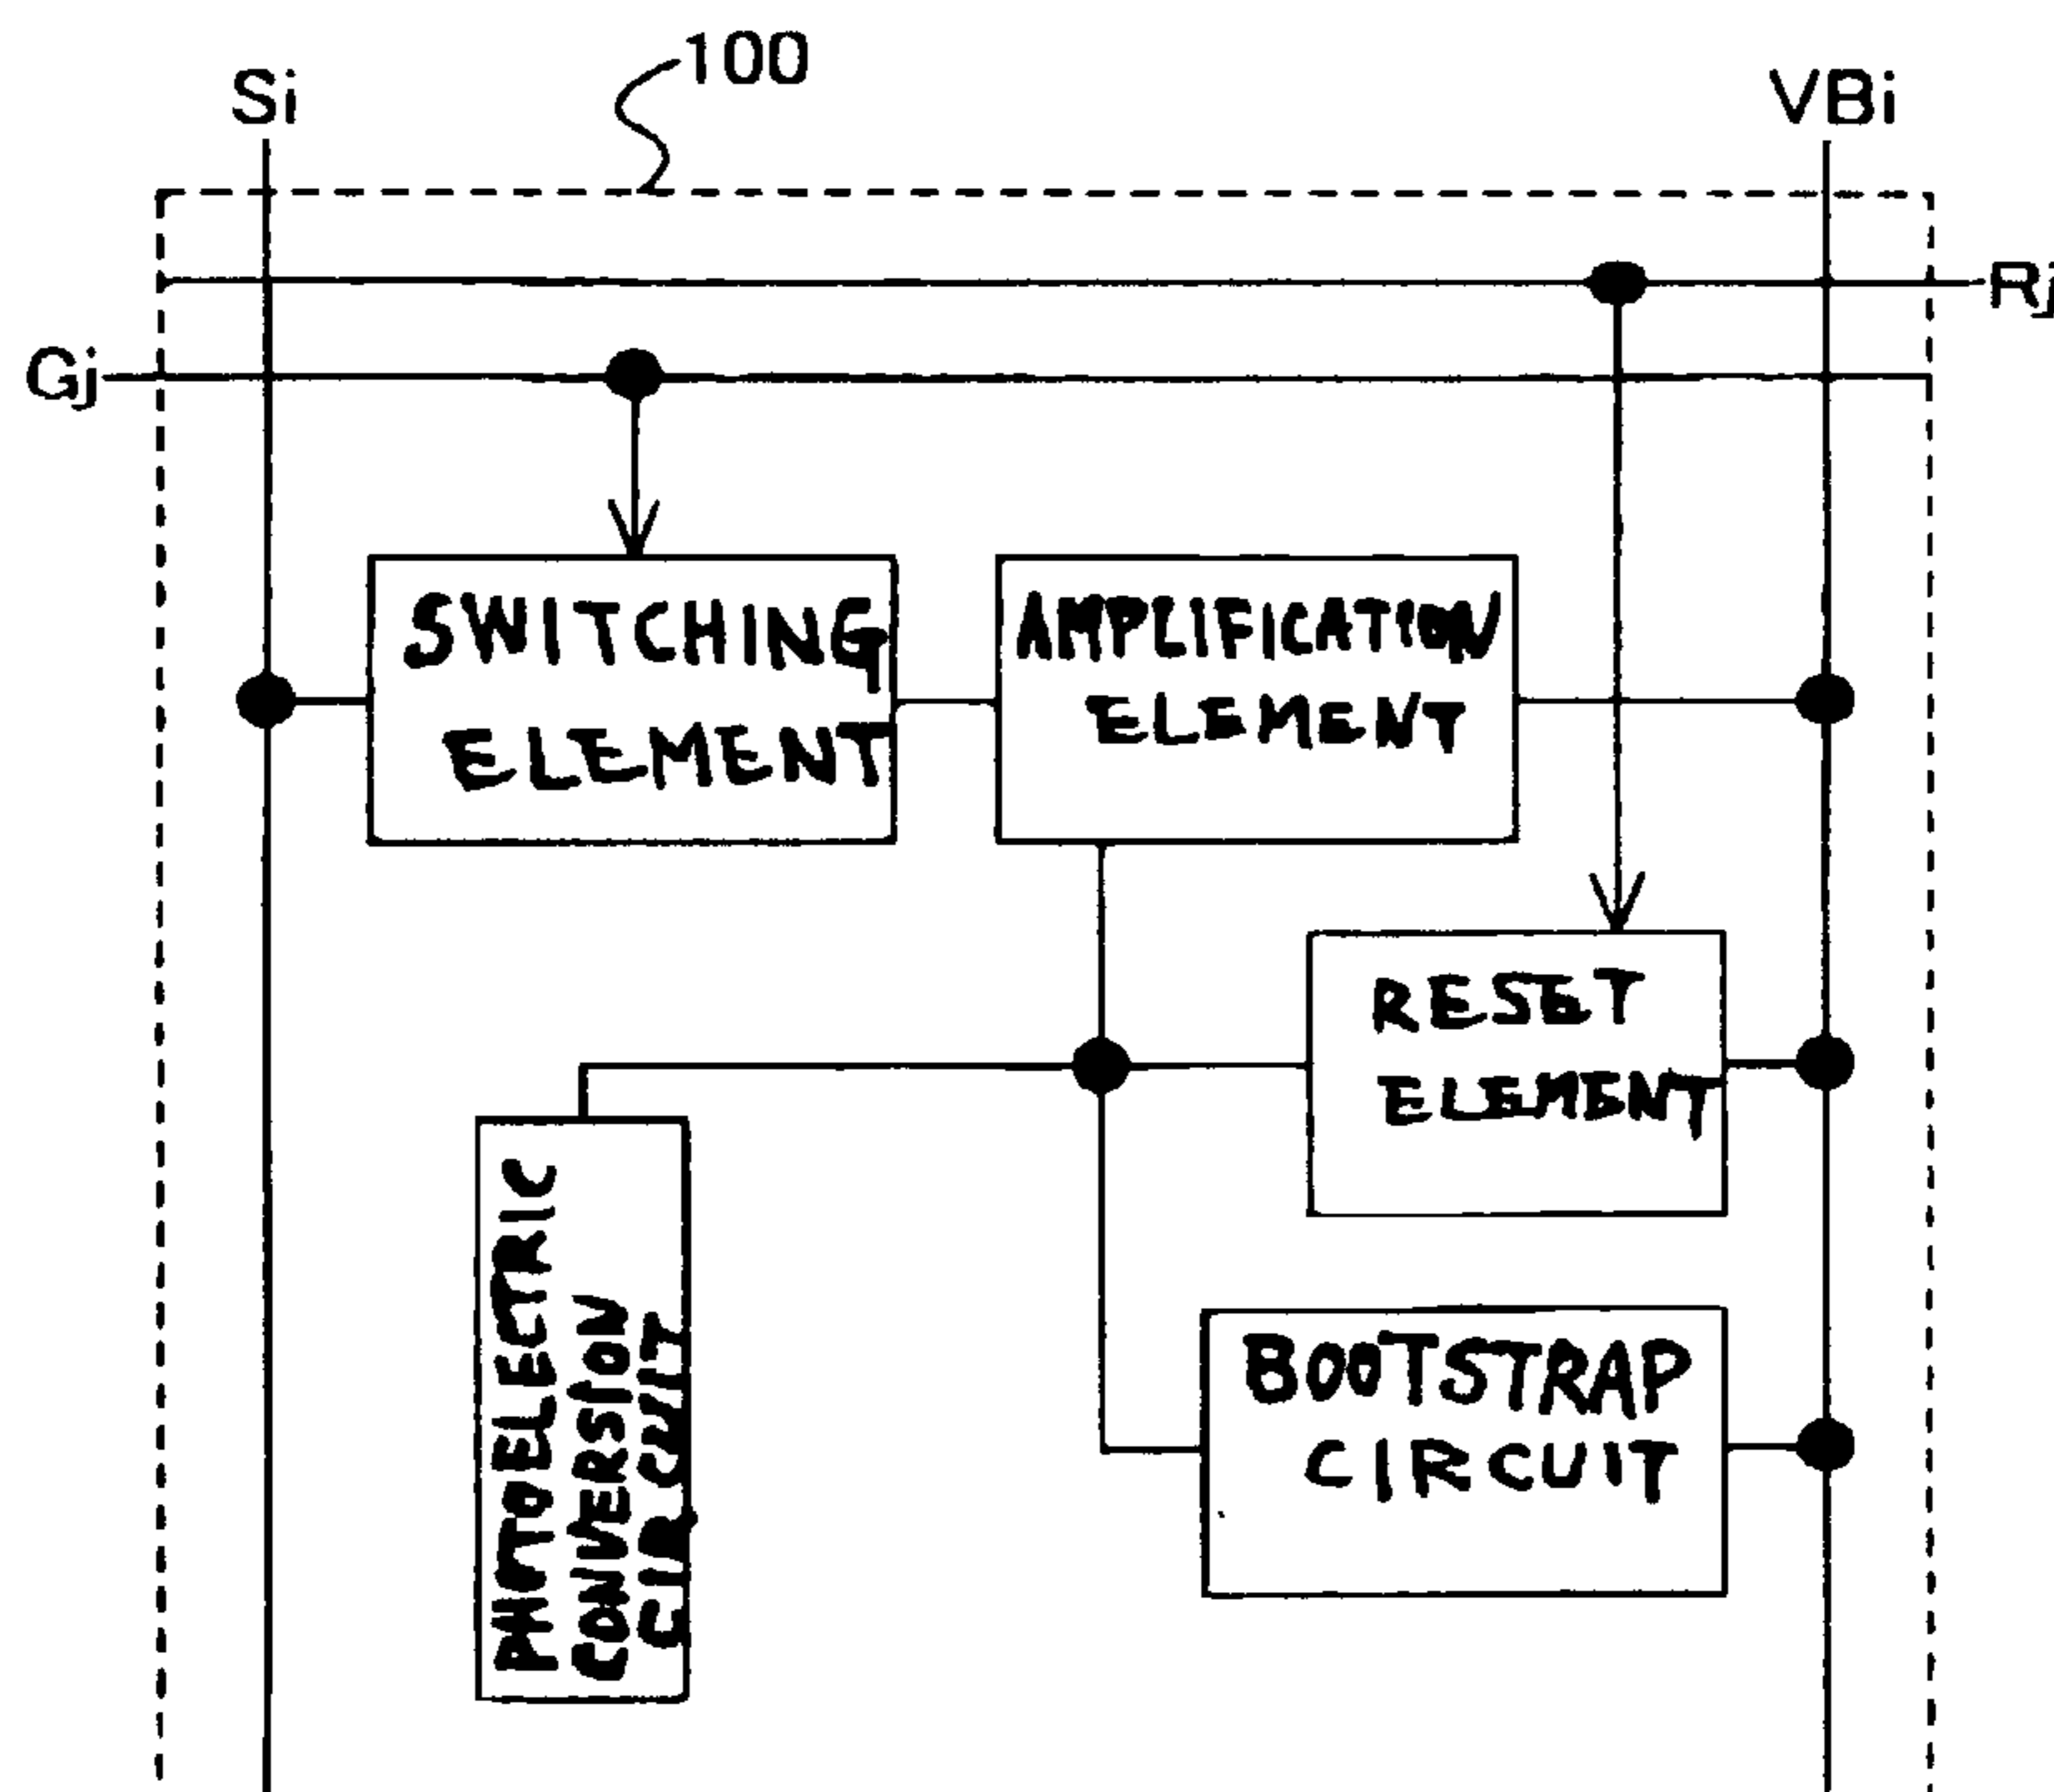 100
Si
VBi
Rj
Gj
SWITCHING
ELEMENT
AMPLIFICATION
ELEMENT
RESET
ELEMENT
PHOTOELECTRIC
CONVERSION
CIRCUIT
BOOTSTRAP
CIRCUIT